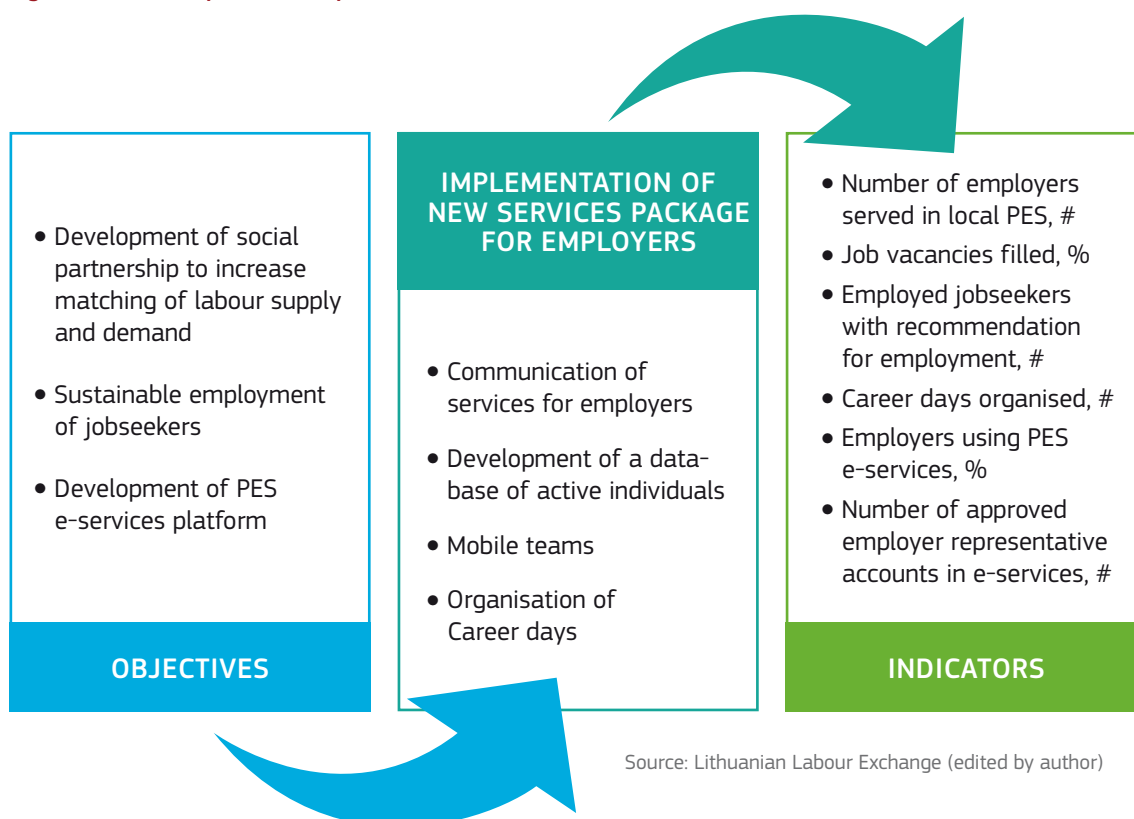 • Development of social
partnership to increase
matching of labour supply
and demand
• Sustainable employment
of jobseekers
• Development of PES
e-services platform
OBJECTIVES
IMPLEMENTATION OF
NEW SERVICES PACKAGE
FOR EMPLOYERS
• Communication of
services for employers
• Development of a data-
base of active individuals
• Mobile teams
• Organisation of
Career days
• Number of employers
served in local PES, #
• Job vacancies filled, %
• Employed jobseekers
with recommendation
for employment, #
• Career days organised, #
• Employers using PES
e-services, %
• Number of approved
employer representative
accounts in e-services, #
INDICATORS
Source: Lithuanian Labour Exchange (edited by author)